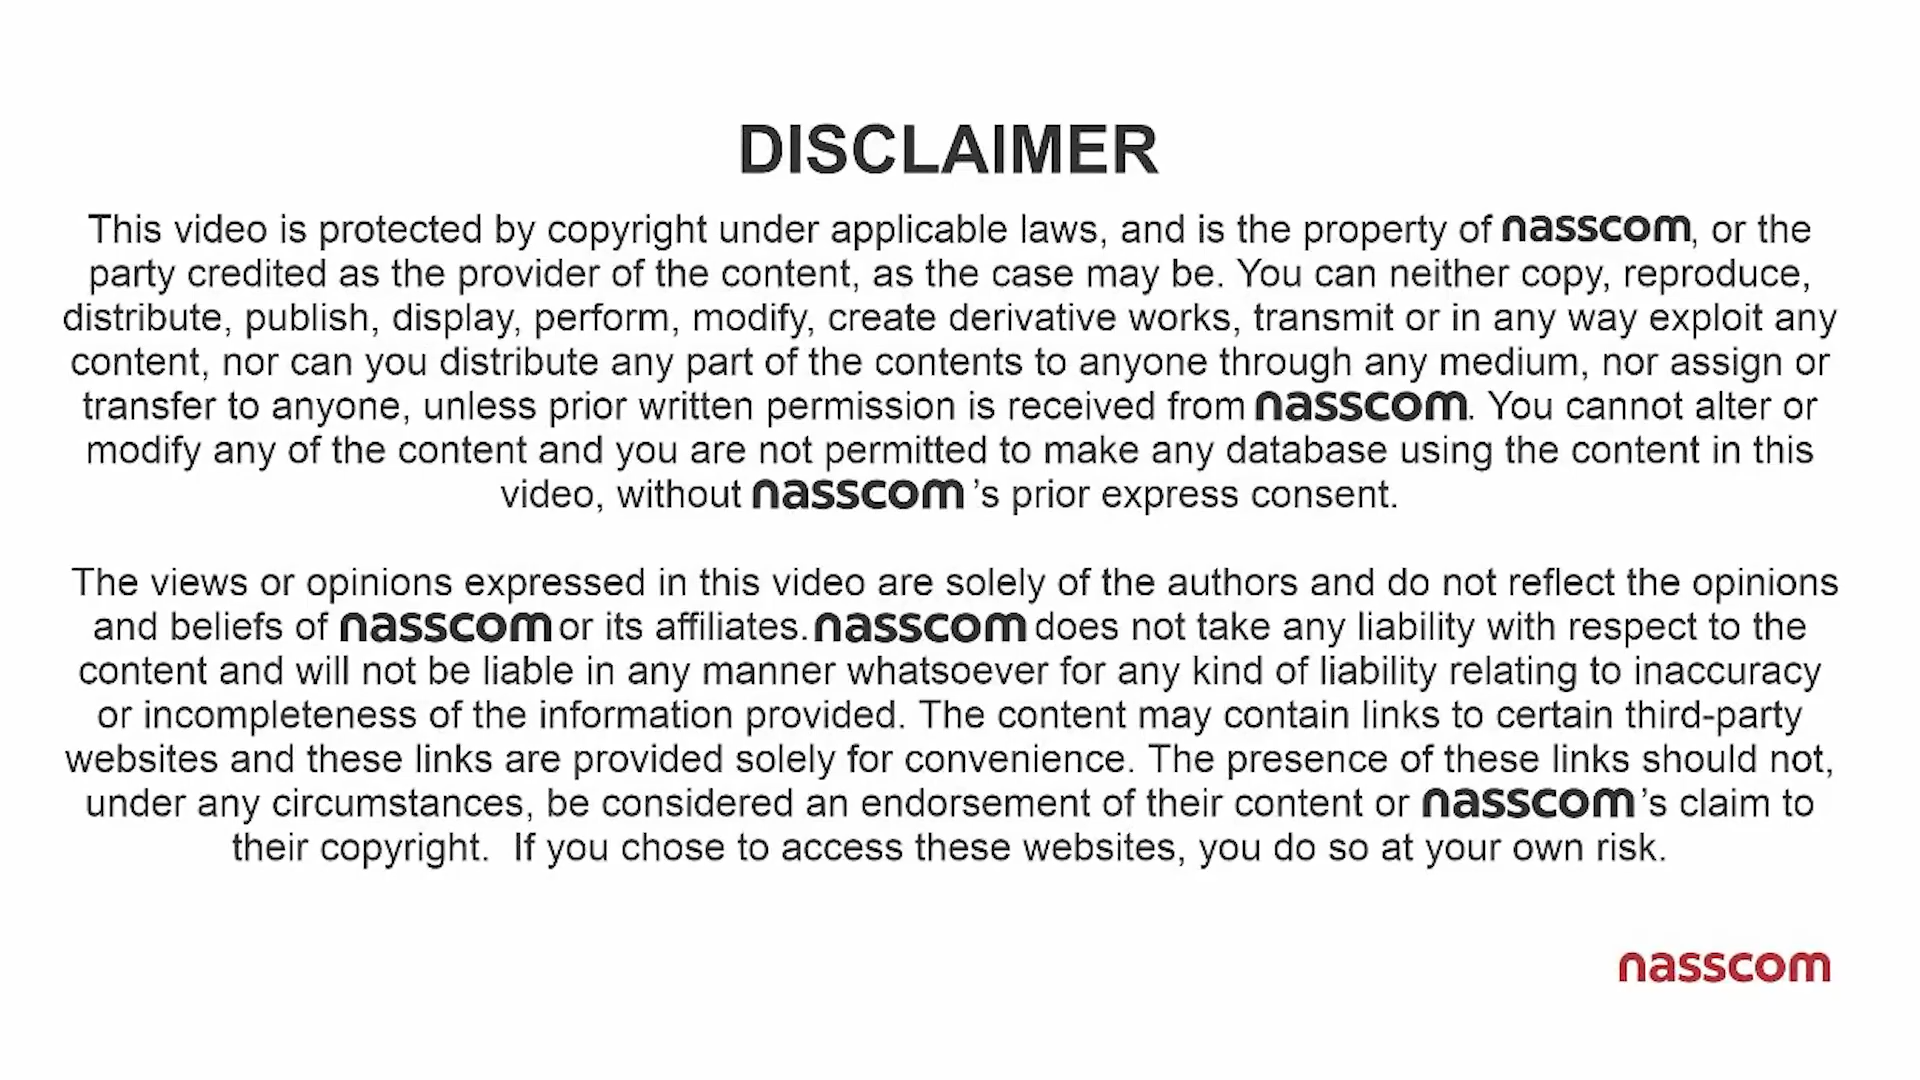 DISCLAIMER
This video is protected by copyright under applicable laws, and is the property of nasscom, or the
party credited as the provider of the content, as the case may be. You can neither copy, reproduce,
distribute, publish, display, perform, modify, create derivative works, transmit or in any way exploit any
content, nor can you distribute any part of the contents to anyone through any medium, nor assign or
transfer to anyone, unless prior written permission is received from nasscom. You cannot alter or
modify any of the content and you are not permitted to make any database using the content in this
video, without nasscom 's prior express consent.
The views or opinions expressed in this video are solely of the authors and do not reflect the opinions
and beliefs of nasscom or its affiliates. nasscom does not take any liability with respect to the
content and will not be liable in any manner whatsoever for any kind of liability relating to inaccuracy
or incompleteness of the information provided. The content may contain links to certain third-party
websites and these links are provided solely for convenience. The presence of these links should not,
under any circumstances, be considered an endorsement of their content or nasscom 's claim to
their copyright.  If you chose to access these websites, you do so at your own risk.
nasscom